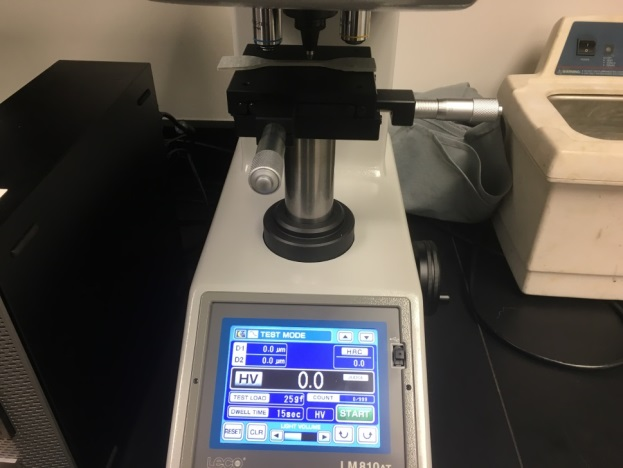 TEST MODE
D1 0.0 µm HRC
D2 0.0 µm 0.0
HV 0.0
TEST LOAD 25gf COUNT
DWELL TIME 15sec HV START
LIGHT VOLUME
RESET CLR
LECO LM810AT